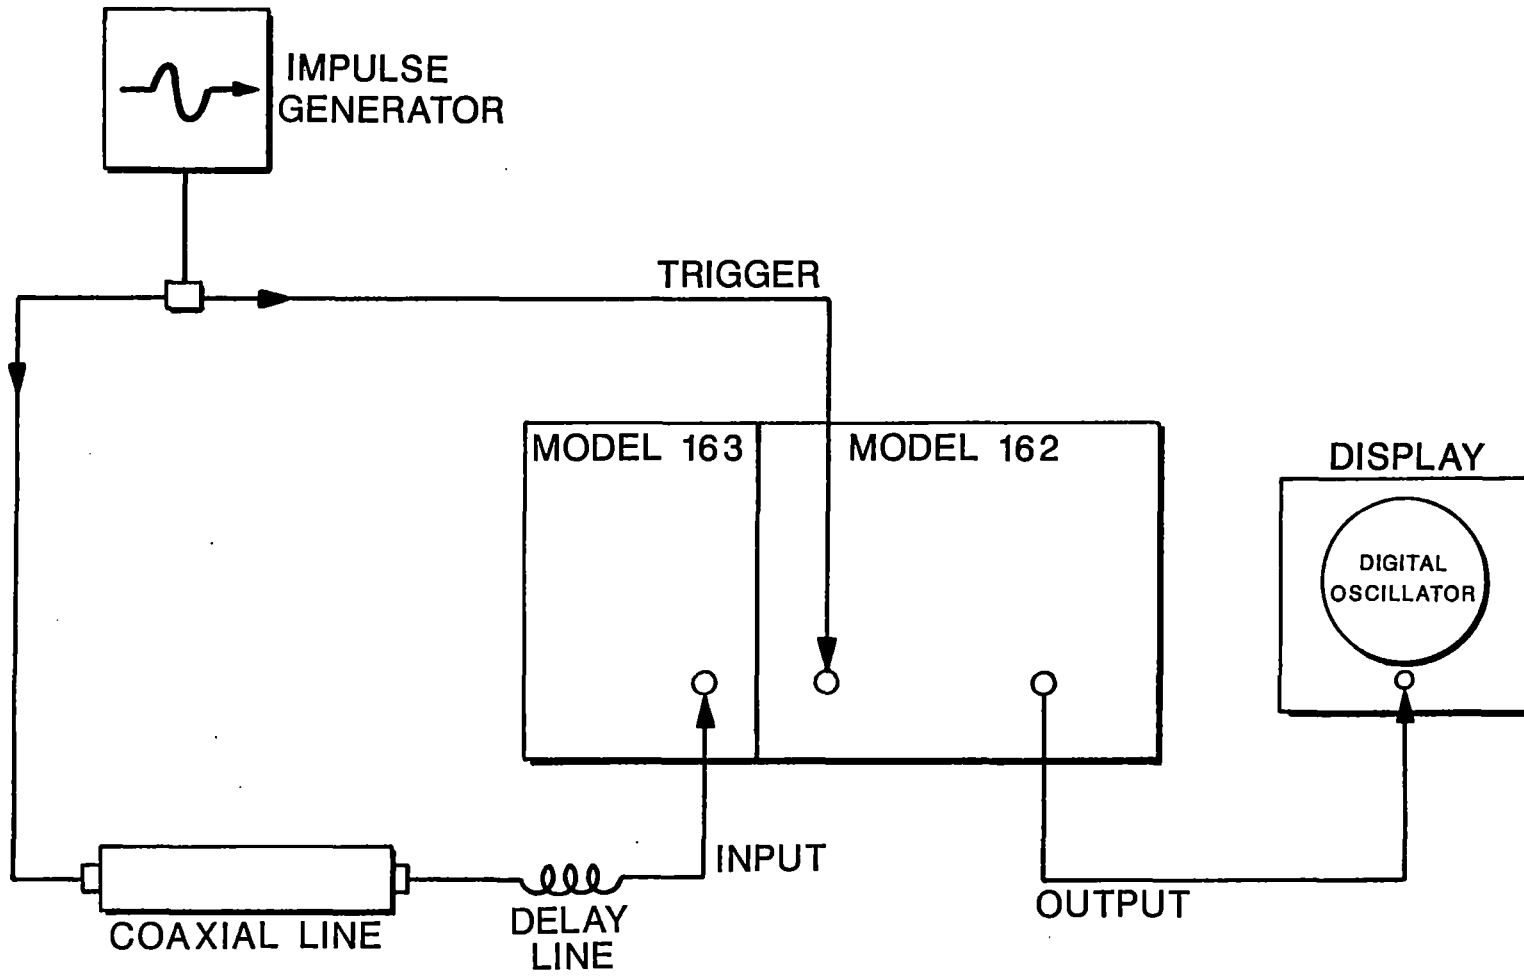 IMPULSE
GENERATOR
TRIGGER
MODEL 163
MODEL 162
DISPLAY
DIGITAL
OSCILLATOR
INPUT
OUTPUT
COAXIAL LINE
DELAY
LINE